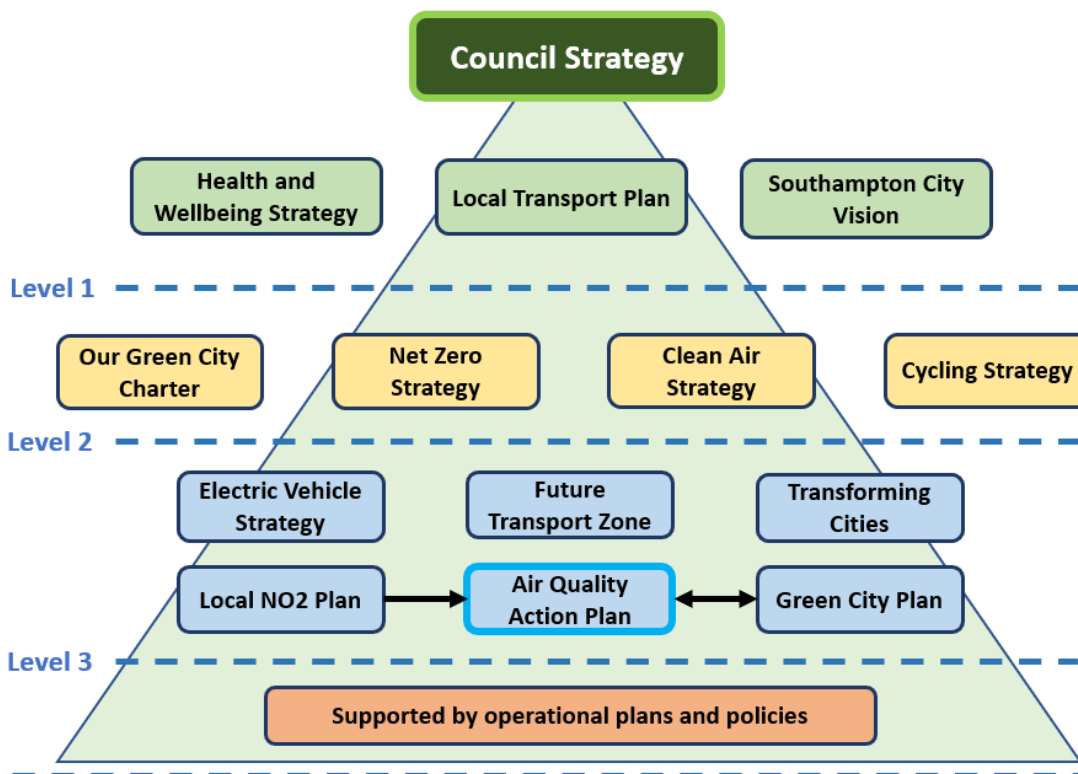 Council Strategy
Health and
Wellbeing Strategy
Local Transport Plan
Southampton City
Vision
Level 1
Our Green City
Charter
Net Zero
Strategy
Clean Air
Strategy
Cycling Strategy
Level 2
Electric Vehicle
Strategy
Future
Transport Zone
Transforming
Cities
Local NO2 Plan
Air Quality
Action Plan
Green City Plan
Level 3
Supported by operational plans and policies